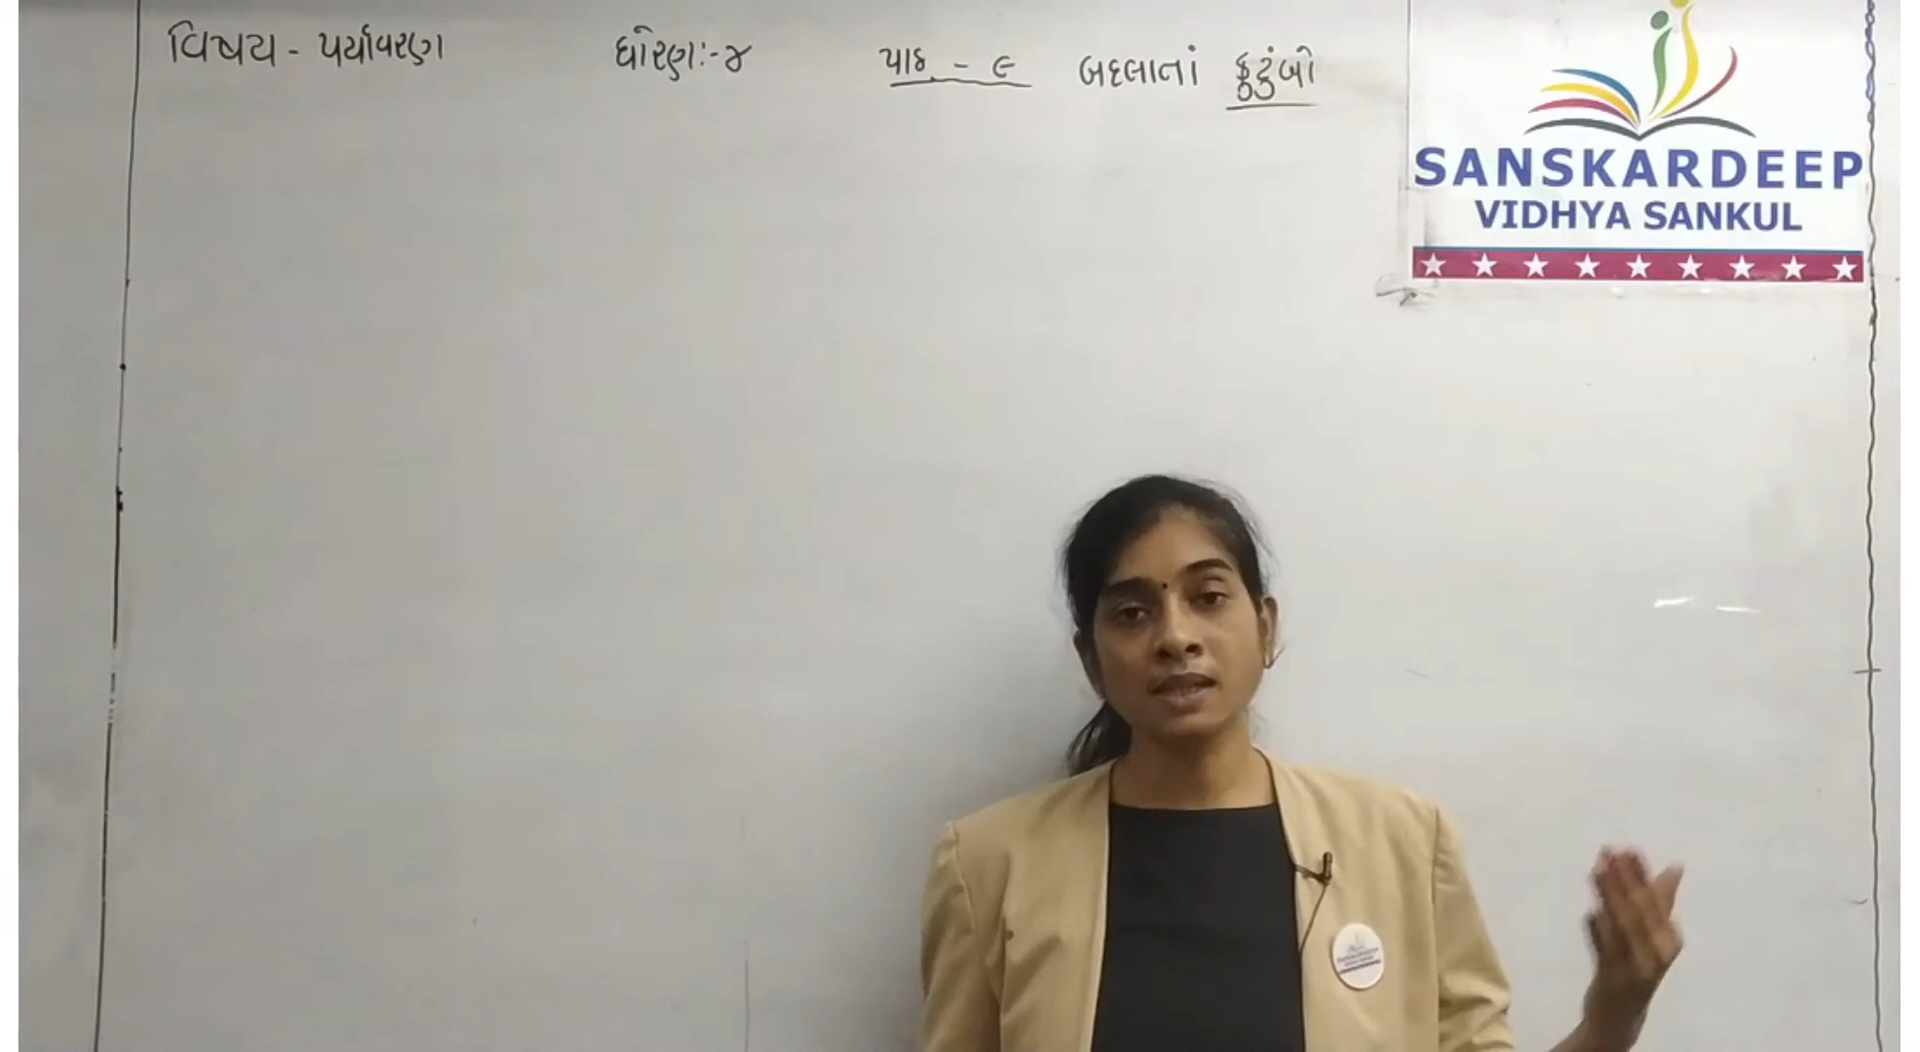 વિષય - પર્યાવરણ ધોરણ:-૪ પાઠ - ૯ બદલાતાં કુટુંબો
SANSKARDEEP
VIDHYA SANKUL